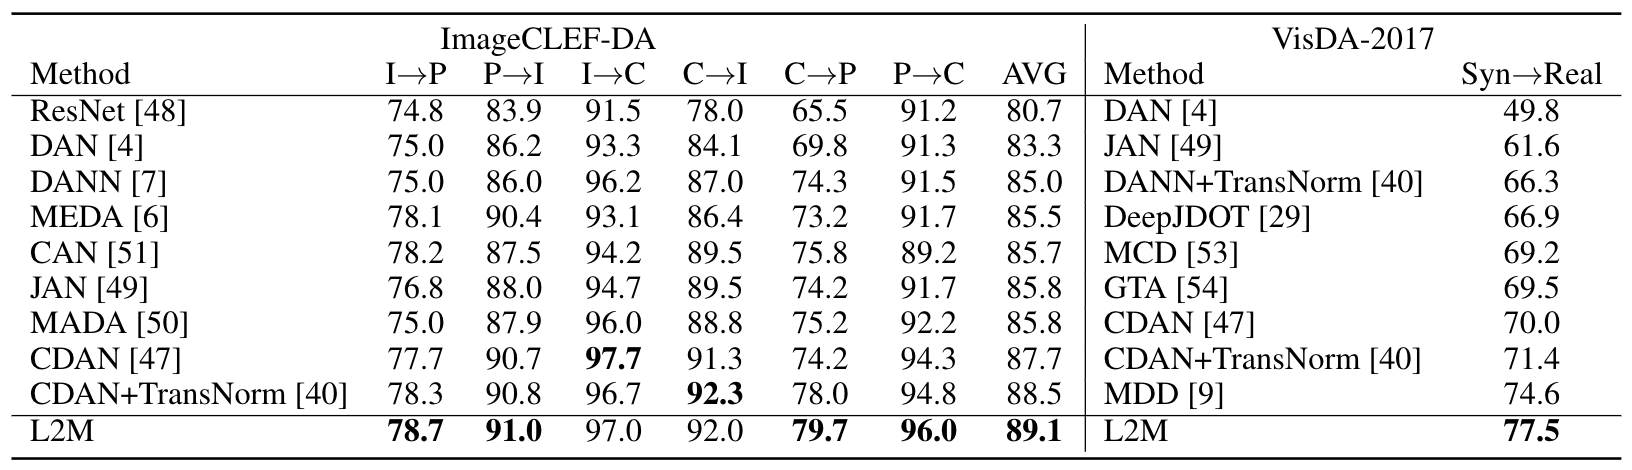 ImageCLEF-DA VisDA-2017
Method I→P P→I I→C C→I C→P P→C AVG Method Syn→Real
ResNet [48] 74.8 83.9 91.5 78.0 65.5 91.2 80.7 DAN [4] 49.8
DAN [4] 75.0 86.2 93.3 84.1 69.8 91.3 83.3 JAN [49] 61.6
DANN [7] 75.0 86.0 96.2 87.0 74.3 91.5 85.0 DANN+TransNorm [40] 66.3
MEDA [6] 78.1 90.4 93.1 86.4 73.2 91.7 85.5 DeepJDOT [29] 66.9
CAN [51] 78.2 87.5 94.2 89.5 75.8 89.2 85.7 MCD [53] 69.2
JAN [49] 76.8 88.0 94.7 89.5 74.2 91.7 85.8 GTA [54] 69.5
MADA [50] 75.0 87.9 96.0 88.8 75.2 92.2 85.8 CDAN [47] 70.0
CDAN [47] 77.7 90.7 97.7 91.3 74.2 94.3 87.7 CDAN+TransNorm [40] 71.4
CDAN+TransNorm [40] 78.3 90.8 96.7 92.3 78.0 94.8 88.5 MDD [9] 74.6
L2M 78.7 91.0 97.0 92.0 79.7 96.0 89.1 L2M 77.5